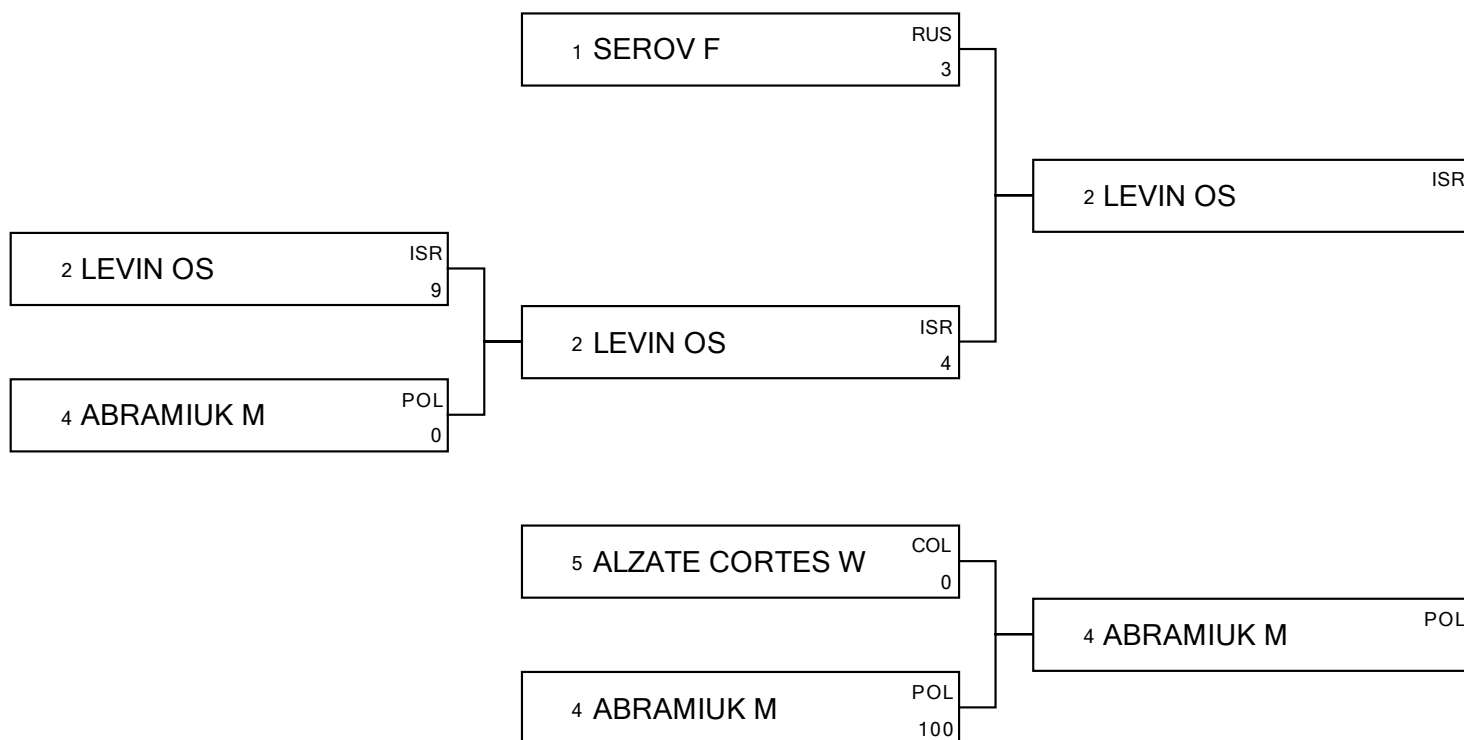 1 SEROV F RUS
3
2 LEVIN OS ISR
2 LEVIN OS ISR
9
2 LEVIN OS ISR
4
4 ABRAMIUK M POL
0
5 ALZATE CORTES W COL
0
4 ABRAMIUK M POL
4 ABRAMIUK M POL
100